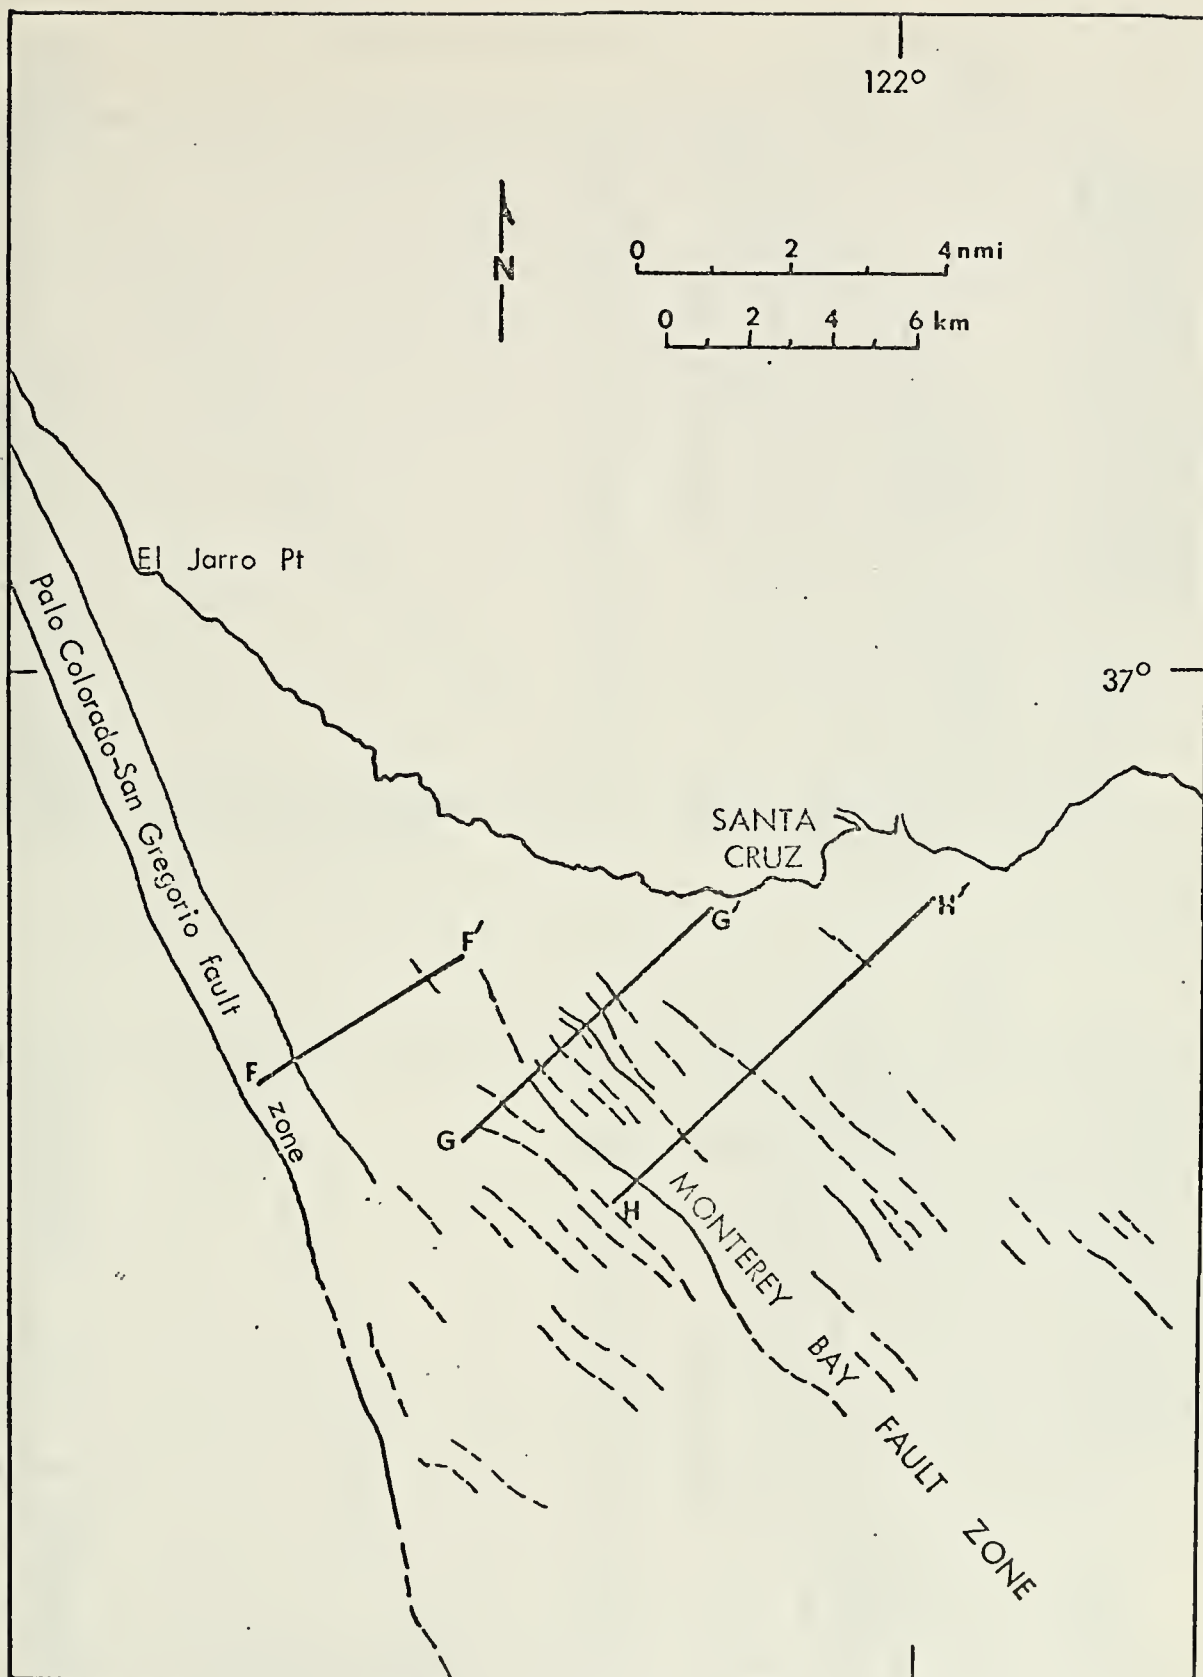 122°
N
0 2 4 nmi
0 2 4 6 km
El Jarro Pt
Palo Colorado-San Gregorio fault zone
37°
SANTA
CRUZ
F'
G'
H'
F
G
H
MONTEREY BAY FAULT ZONE